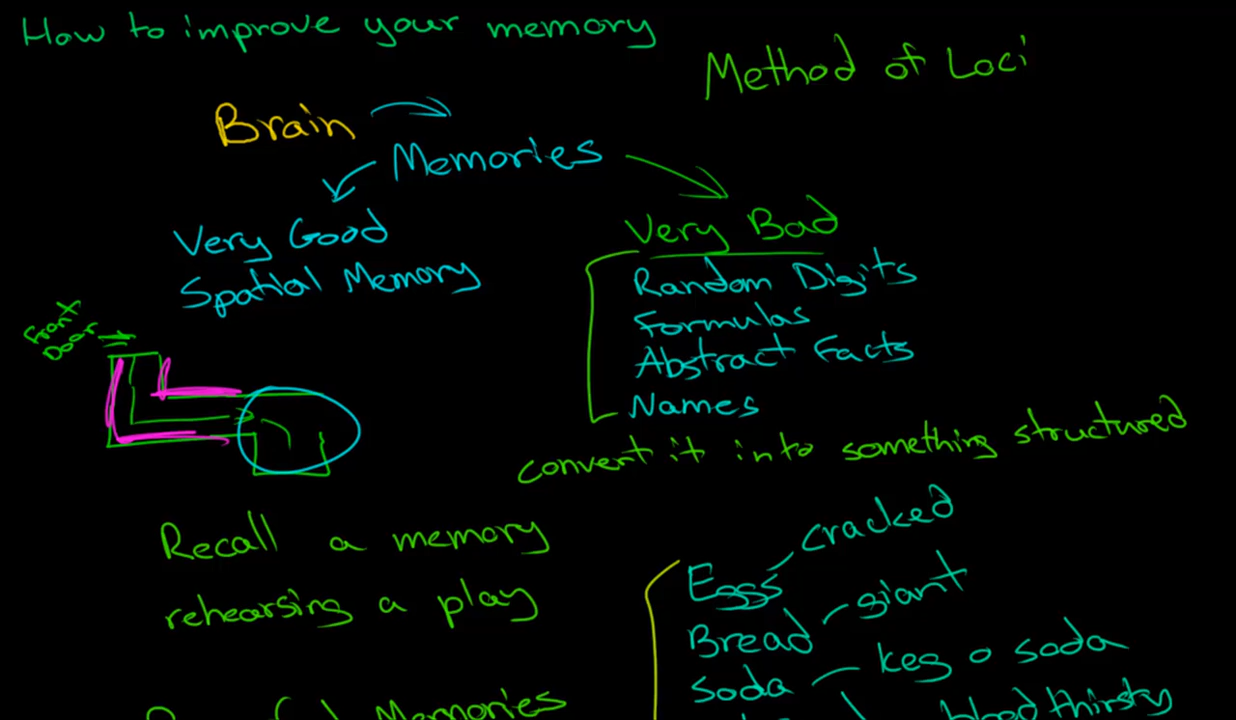 How to improve your memory
Method of Loci
Brain
Memories
Very Good
Spatial Memory
Very Bad
Random Digits
Formulas
Abstract Facts
Names
Front
Door
convert it into something structured
Recall a memory
rehearsing a play
Memories
Eggs cracked
Bread giant
Soda keg o soda
blood thirsty